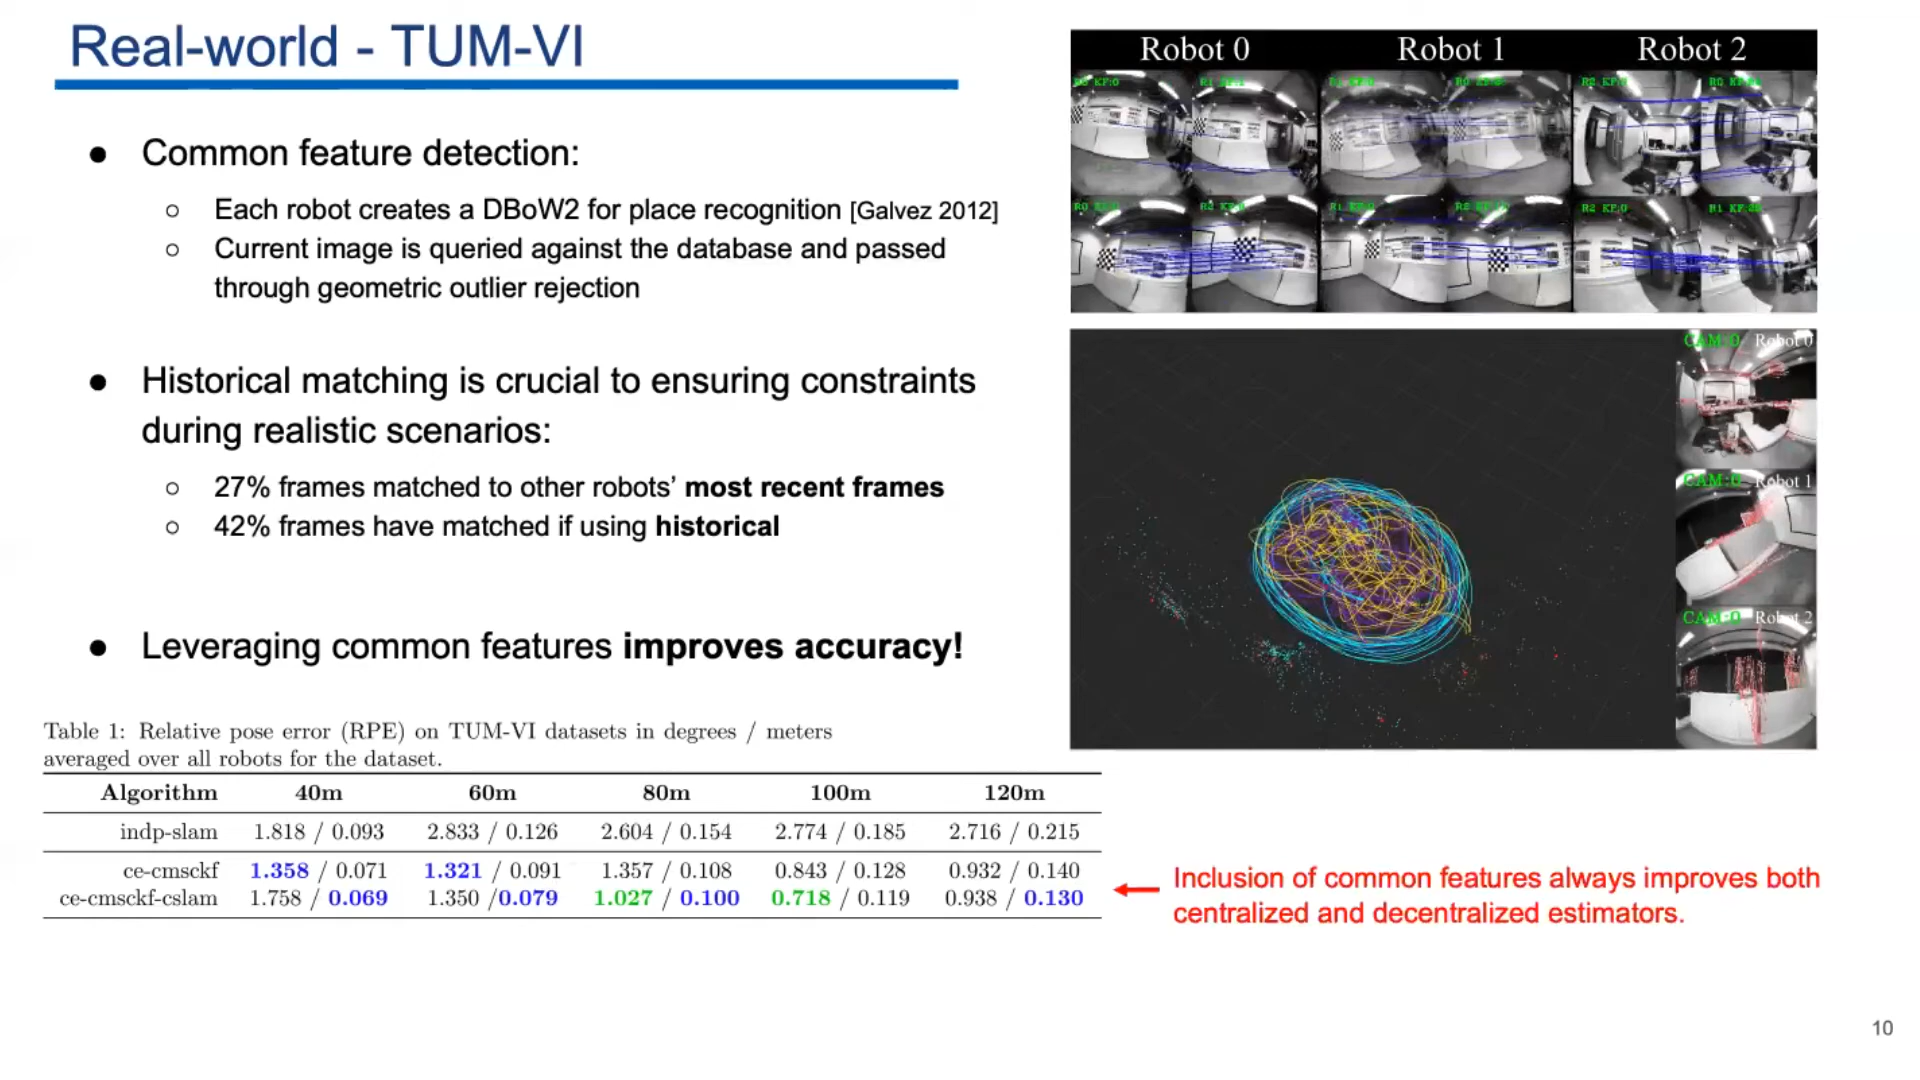 Real-world - TUM-VI
● Common feature detection:
○ Each robot creates a DBoW2 for place recognition [Galvez 2012]
○ Current image is queried against the database and passed
through geometric outlier rejection
● Historical matching is crucial to ensuring constraints
during realistic scenarios:
○ 27% frames matched to other robots’ most recent frames
○ 42% frames have matched if using historical
● Leveraging common features improves accuracy!
Robot 0 Robot 1 Robot 2
R2 KF:0
CAM:0 Robot 0
CAM:0 Robot 1
CAM:0 Robot 2
Table 1: Relative pose error (RPE) on TUM-VI datasets in degrees / meters
averaged over all robots for the dataset.
Algorithm 40m 60m 80m 100m 120m
indp-slam 1.818 / 0.093 2.833 / 0.126 2.604 / 0.154 2.774 / 0.185 2.716 / 0.215
ce-cmsckf 1.358 / 0.071 1.321 / 0.091 1.357 / 0.108 0.843 / 0.128 0.932 / 0.140
ce-cmsckf-cslam 1.758 / 0.069 1.350 /0.079 1.027 / 0.100 0.718 / 0.119 0.938 / 0.130
Inclusion of common features always improves both
centralized and decentralized estimators.
10